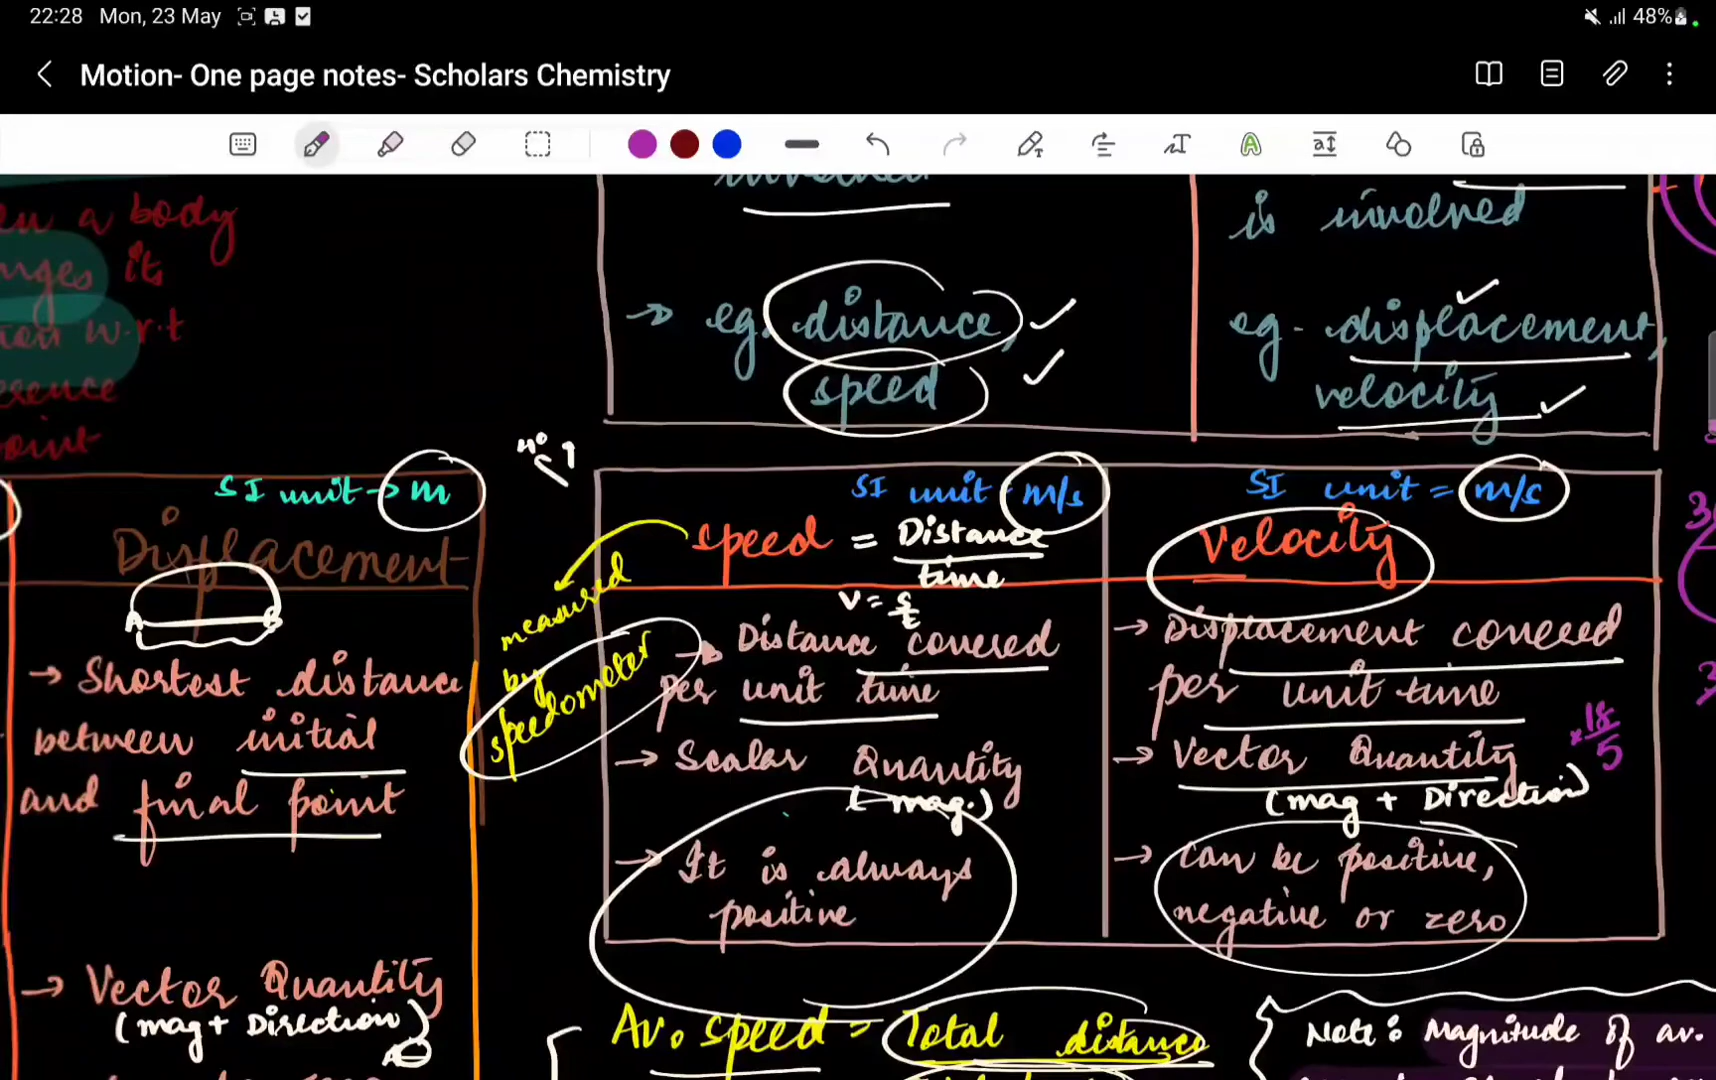 22:28 Mon, 23 May
48%
Motion- One page notes- Scholars Chemistry
a body
its
w.r.t
is involved
→ eg. distance,
speed
eg - displacement,
velocity
SI unit → m
Displacement
A B
→ Shortest distance
between initial
and final point
→ Vector Quantity
(mag + Direction)
measured
by
speedometer
SI unit m/s
speed = Distance
time
v = s
t
→ Distance covered
per unit time
→ Scalar Quantity
(mag.)
→ It is always
positive
SI unit = m/s
Velocity
→ Displacement covered
per unit time
× 18
5
→ Vector Quantity
(mag + Direction)
→ can be positive,
negative or zero
Av. speed = Total distance
Note: Magnitude of av.